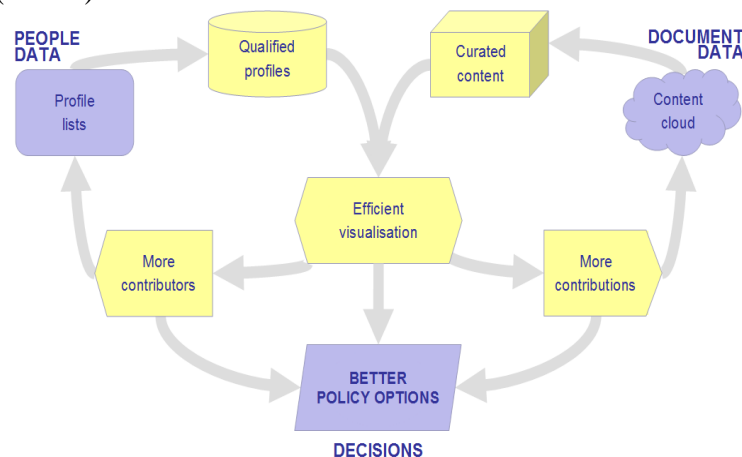 PEOPLE
DATA
Qualified
profiles
Curated
content
DOCUMENT
DATA
Profile
lists
Content
cloud
Efficient
visualisation
More
contributors
More
contributions
BETTER
POLICY OPTIONS
DECISIONS